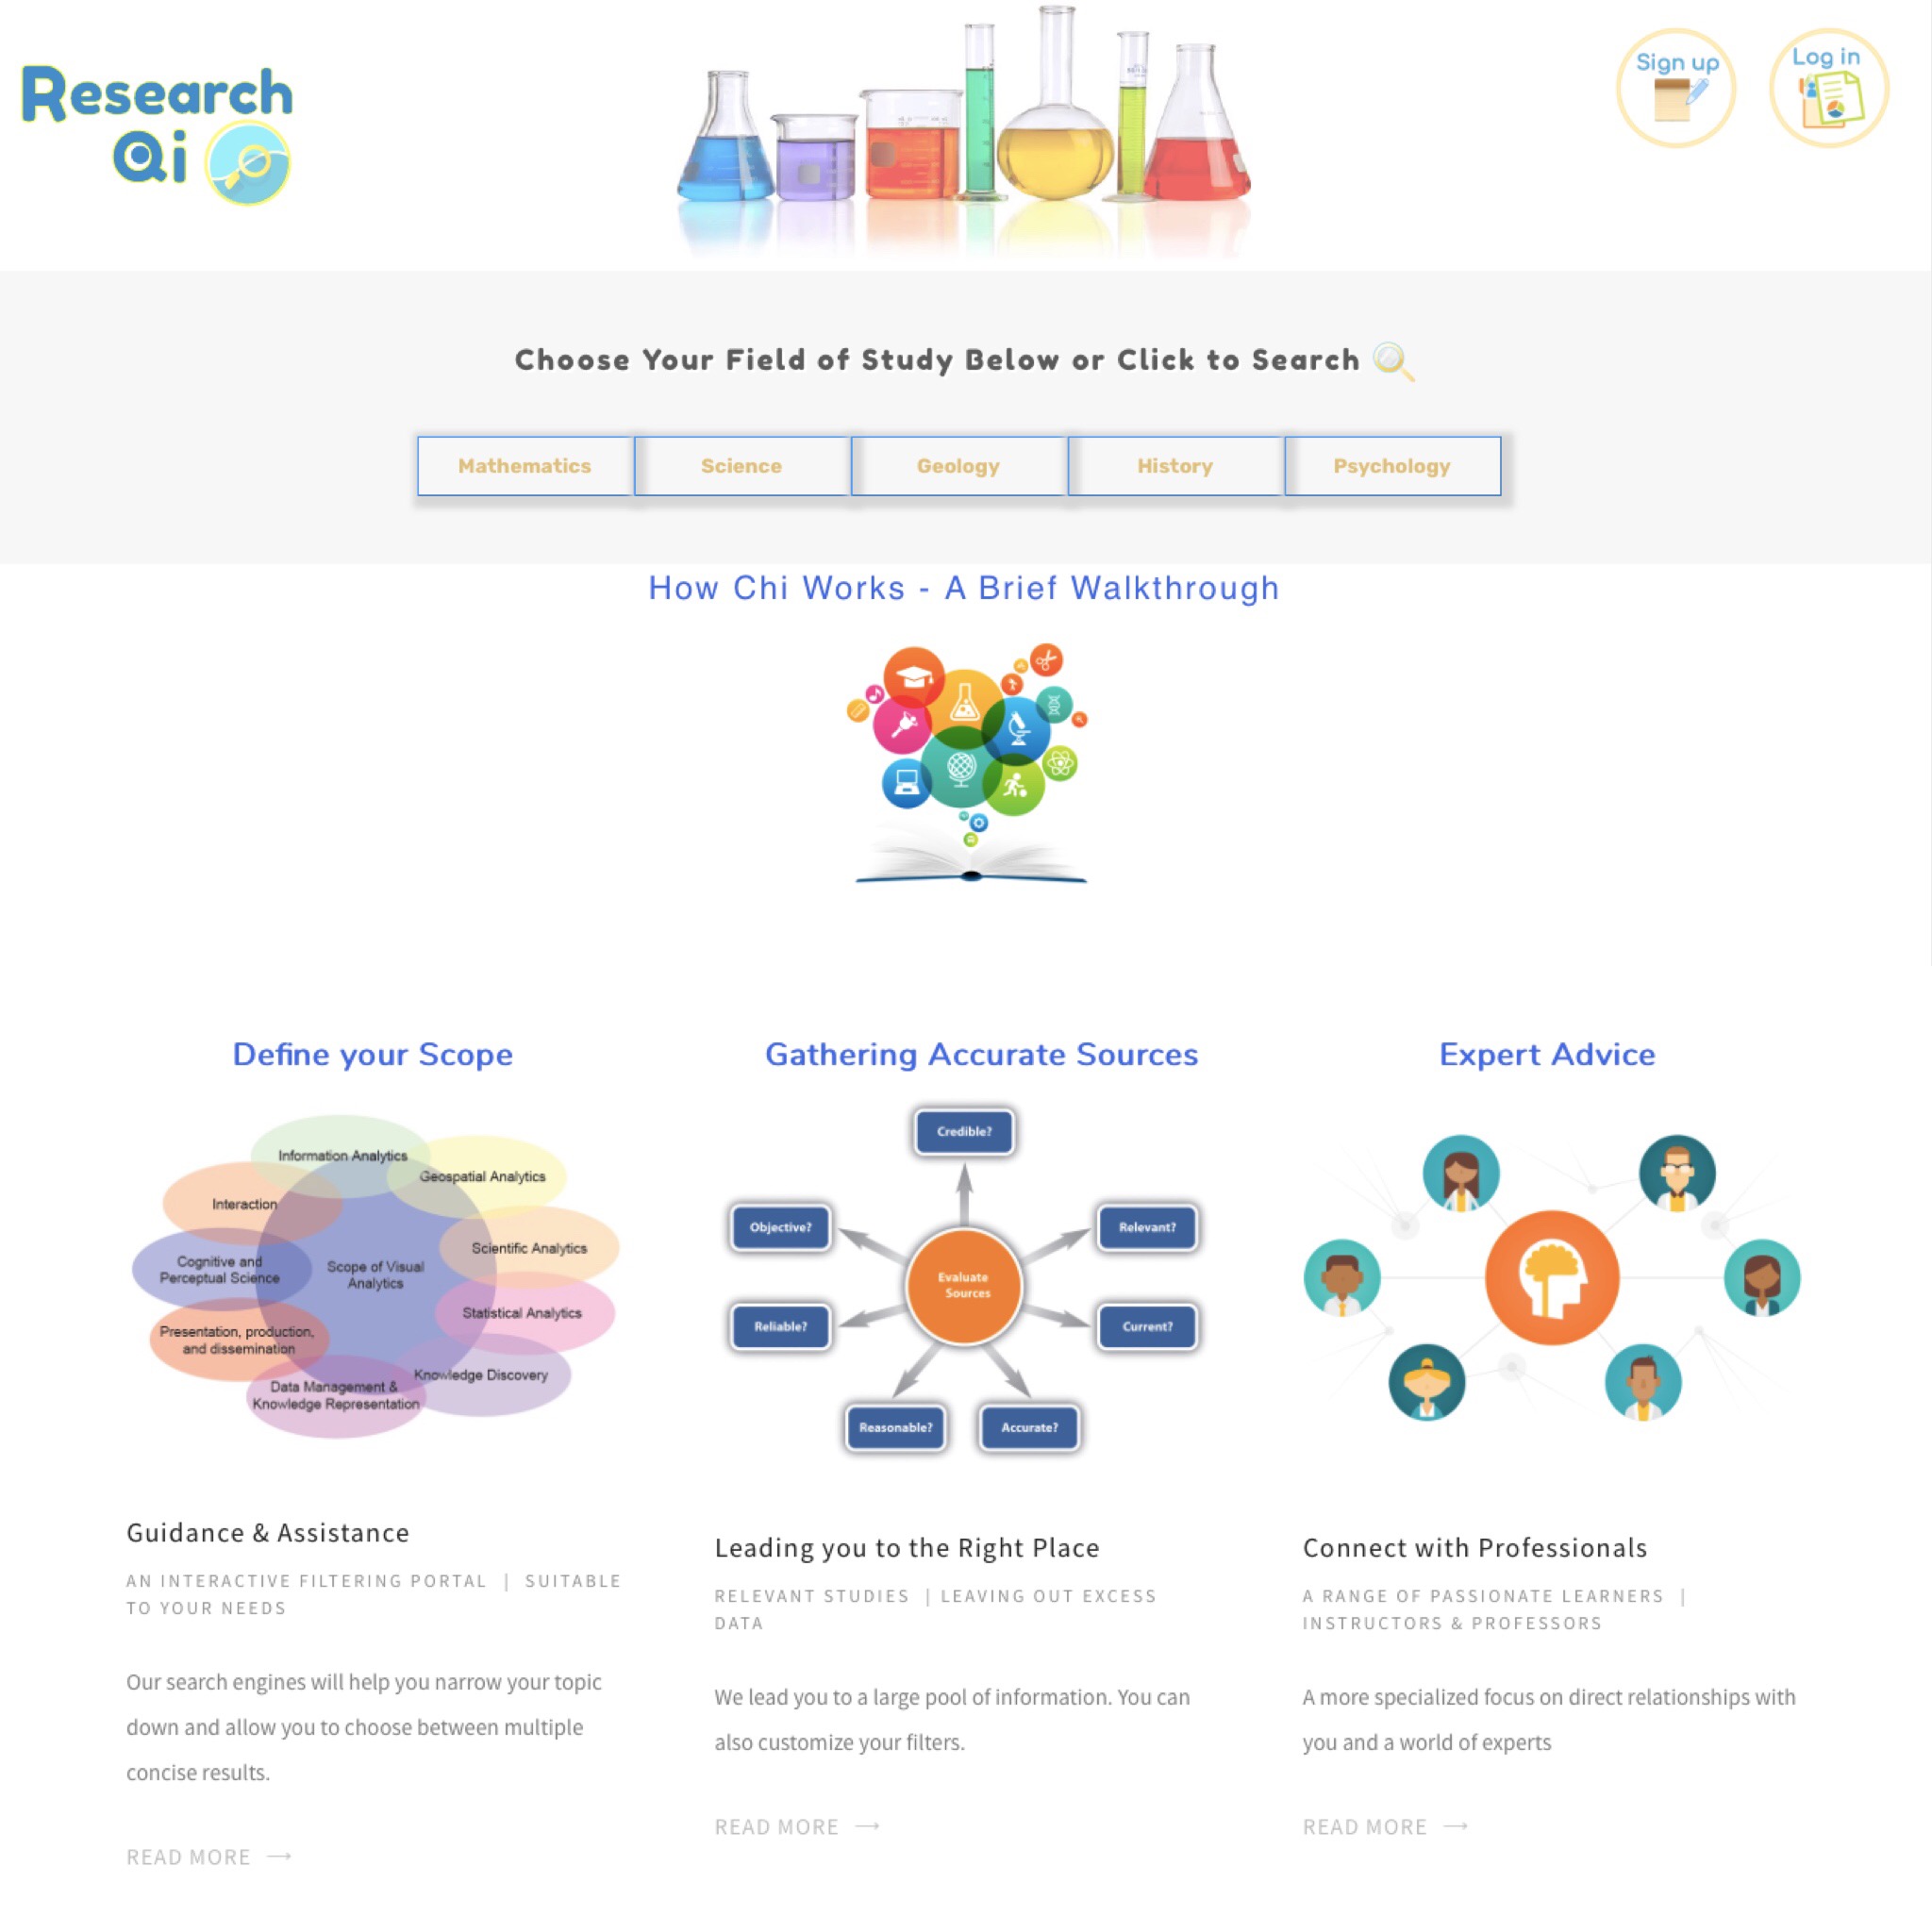 Research
Qi
Sign up
Log in
Choose Your Field of Study Below or Click to Search
Mathematics
Science
Geology
History
Psychology
How Chi Works - A Brief Walkthrough
Define your Scope
Information Analytics
Geospatial Analytics
Interaction
Scientific Analytics
Cognitive and
Perceptual Science
Scope of Visual
Analytics
Statistical Analytics
Presentation, production,
and dissemination
Knowledge Discovery
Data Management &
Knowledge Representation
Guidance & Assistance
AN INTERACTIVE FILTERING PORTAL | SUITABLE
TO YOUR NEEDS
Our search engines will help you narrow your topic
down and allow you to choose between multiple
concise results.
READ MORE →
Gathering Accurate Sources
Credible?
Objective?
Relevant?
Evaluate
Sources
Reliable?
Current?
Reasonable?
Accurate?
Leading you to the Right Place
RELEVANT STUDIES | LEAVING OUT EXCESS
DATA
We lead you to a large pool of information. You can
also customize your filters.
READ MORE →
Expert Advice
Connect with Professionals
A RANGE OF PASSIONATE LEARNERS |
INSTRUCTORS & PROFESSORS
A more specialized focus on direct relationships with
you and a world of experts
READ MORE →